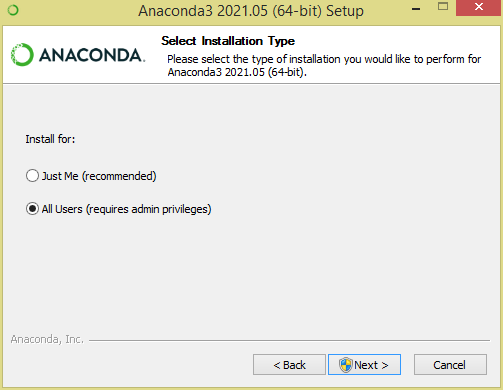 Anaconda3 2021.05 (64-bit) Setup
ANACONDA.
Select Installation Type
Please select the type of installation you would like to perform for
Anaconda3 2021.05 (64-bit).
Install for:
Just Me (recommended)
All Users (requires admin privileges)
Anaconda, Inc.
< Back
Next >
Cancel